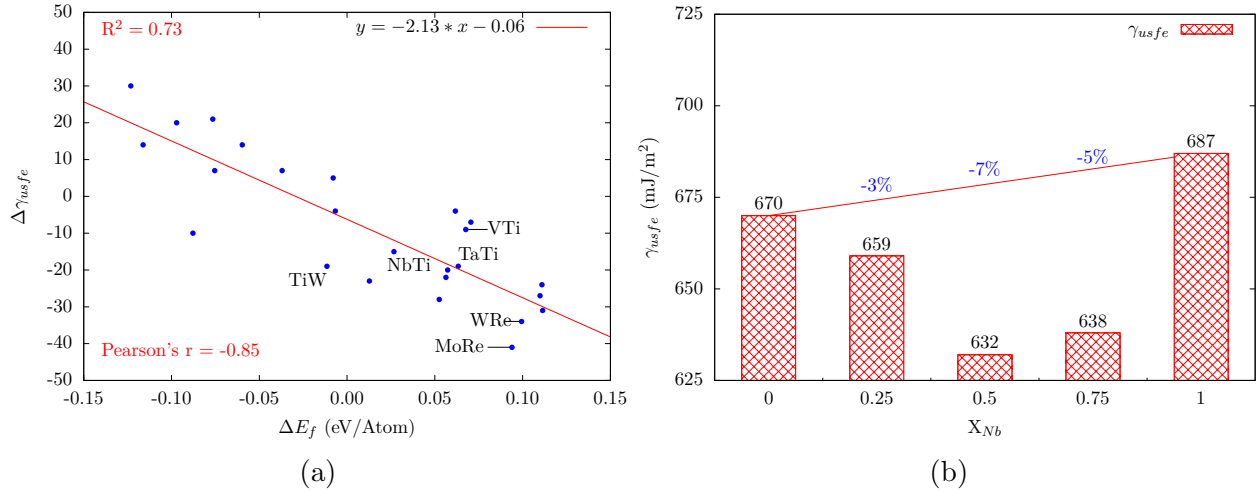 R² = 0.73
y = −2.13 * x − 0.06
50
40
30
20
10
0
-10
-20
-30
-40
-50
Δγusfe
VTi
TaTi
NbTi
TiW
WRe
MoRe
Pearson's r = -0.85
-0.15 -0.10 -0.05 0.00 0.05 0.10 0.15
ΔEf (eV/Atom)
(a)
γusfe
725
700
675
650
625
γusfe (mJ/m²)
-3% -7% -5%
670 659 632 638 687
0 0.25 0.5 0.75 1
XNb
(b)